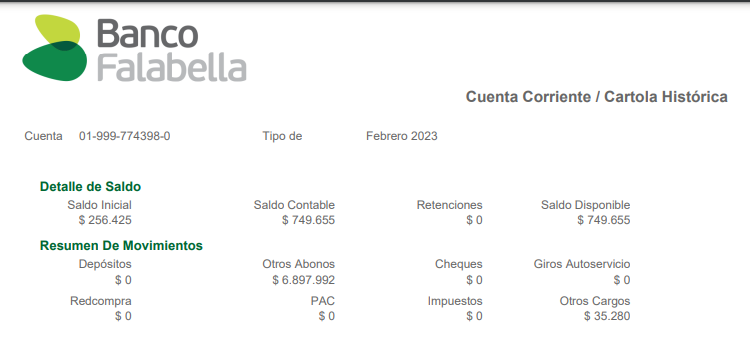 Banco
Falabella
Cuenta Corriente / Cartola Histórica
Cuenta 01-999-774398-0 Tipo de Febrero 2023
Detalle de Saldo
Saldo Inicial Saldo Contable Retenciones Saldo Disponible
$ 256.425 $ 749.655 $ 0 $ 749.655
Resumen De Movimientos
Depósitos Otros Abonos Cheques Giros Autoservicio
$ 0 $ 6.897.992 $ 0 $ 0
Redcompra PAC Impuestos Otros Cargos
$ 0 $ 0 $ 0 $ 35.280